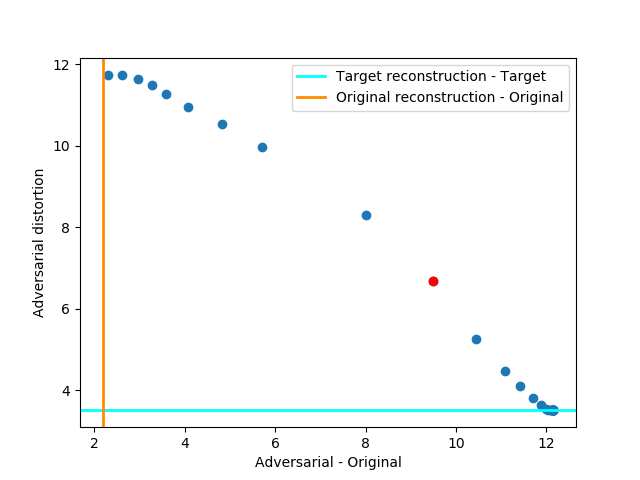 Target reconstruction - Target
Original reconstruction - Original
Adversarial distortion
12
10
8
6
4
2 4 6 8 10 12
Adversarial - Original